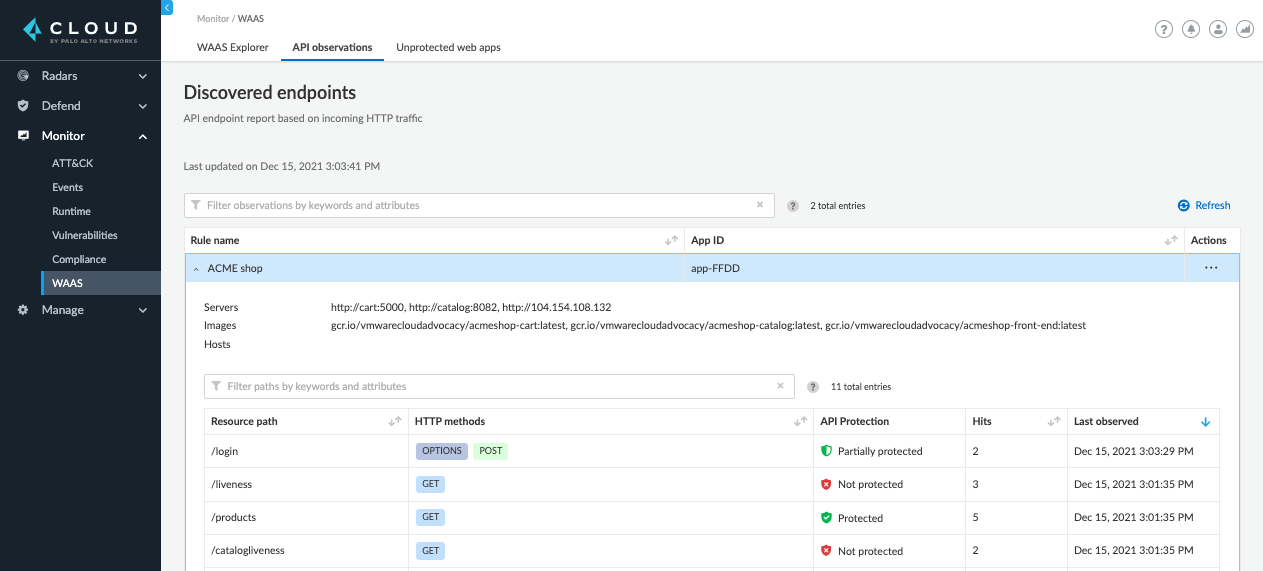 CLOUD
BY PALO ALTO NETWORKS
Radars
Defend
Monitor
ATT&CK
Events
Runtime
Vulnerabilities
Compliance
WAAS
Manage
Monitor / WAAS
WAAS Explorer API observations Unprotected web apps
Discovered endpoints
API endpoint report based on incoming HTTP traffic
Last updated on Dec 15, 2021 3:03:41 PM
Filter observations by keywords and attributes × ? 2 total entries Refresh
Rule name App ID Actions
ACME shop app-FFDD ...
Servers http://cart:5000, http://catalog:8082, http://104.154.108.132
Images gcr.io/vmwarecloudadvocacy/acmeshop-cart:latest, gcr.io/vmwarecloudadvocacy/acmeshop-catalog:latest, gcr.io/vmwarecloudadvocacy/acmeshop-front-end:latest
Hosts
Filter paths by keywords and attributes × ? 11 total entries
Resource path HTTP methods API Protection Hits Last observed
/login OPTIONS POST Partially protected 2 Dec 15, 2021 3:03:29 PM
/liveness GET Not protected 3 Dec 15, 2021 3:01:35 PM
/products GET Protected 5 Dec 15, 2021 3:01:35 PM
/catalogliveness GET Not protected 2 Dec 15, 2021 3:01:35 PM